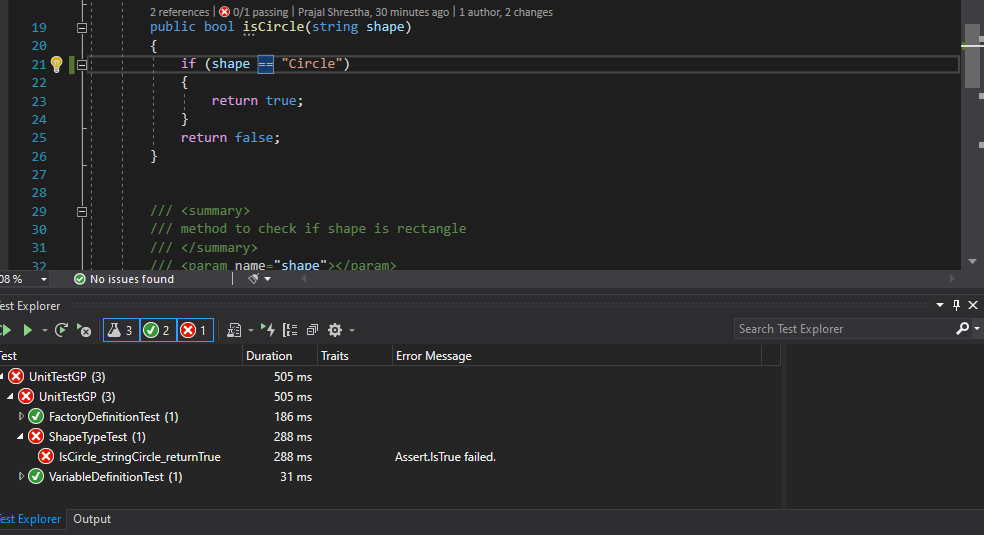 2 references | 0/1 passing | Prajal Shrestha, 30 minutes ago | 1 author, 2 changes
19 public bool isCircle(string shape)
20 {
21 if (shape == "Circle")
22 {
23 return true;
24 }
25 return false;
26 }
27
28
29 /// <summary>
30 /// method to check if shape is rectangle
31 /// </summary>
32 /// <param name="shape"></param>
08 % No issues found
est Explorer
3 2 1 Search Test Explorer
est Duration Traits Error Message
UnitTestGP (3) 505 ms
UnitTestGP (3) 505 ms
FactoryDefinitionTest (1) 186 ms
ShapeTypeTest (1) 288 ms
IsCircle_stringCircle_returnTrue 288 ms Assert.IsTrue failed.
VariableDefinitionTest (1) 31 ms
est Explorer Output